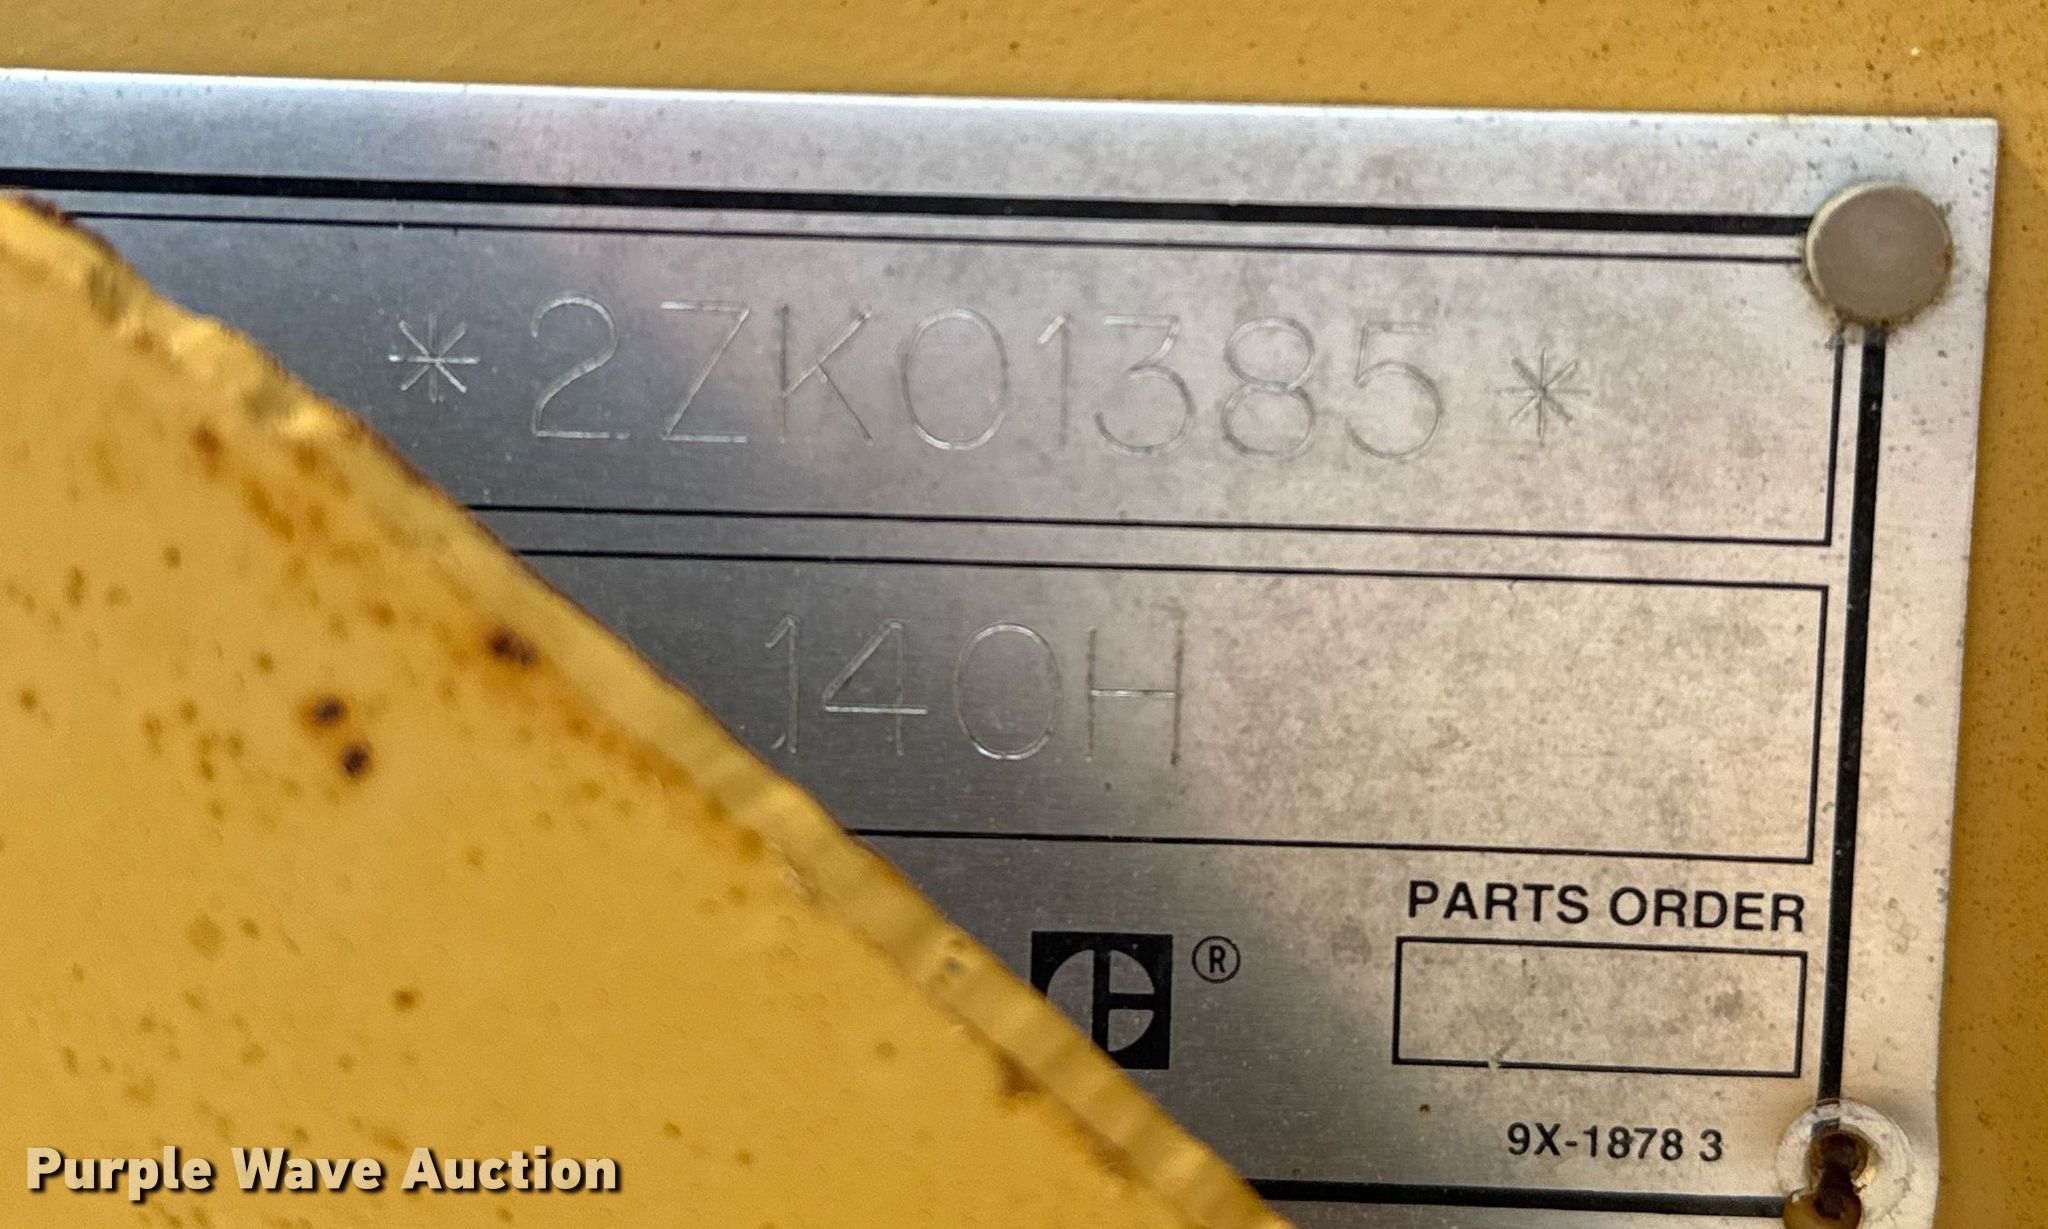 *2ZK01385*
140H
PARTS ORDER
®
9X-1878 3
Purple Wave Auction